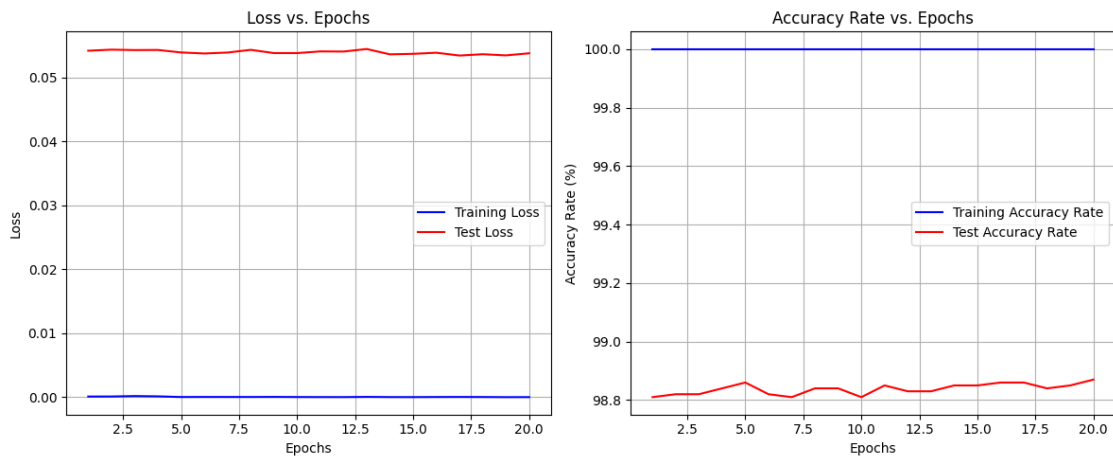 Loss vs. Epochs
Loss
0.05
0.04
0.03
0.02
0.01
0.00
2.5 5.0 7.5 10.0 12.5 15.0 17.5 20.0
Epochs
Training Loss
Test Loss
Accuracy Rate vs. Epochs
Accuracy Rate (%)
100.0
99.8
99.6
99.4
99.2
99.0
98.8
2.5 5.0 7.5 10.0 12.5 15.0 17.5 20.0
Epochs
Training Accuracy Rate
Test Accuracy Rate